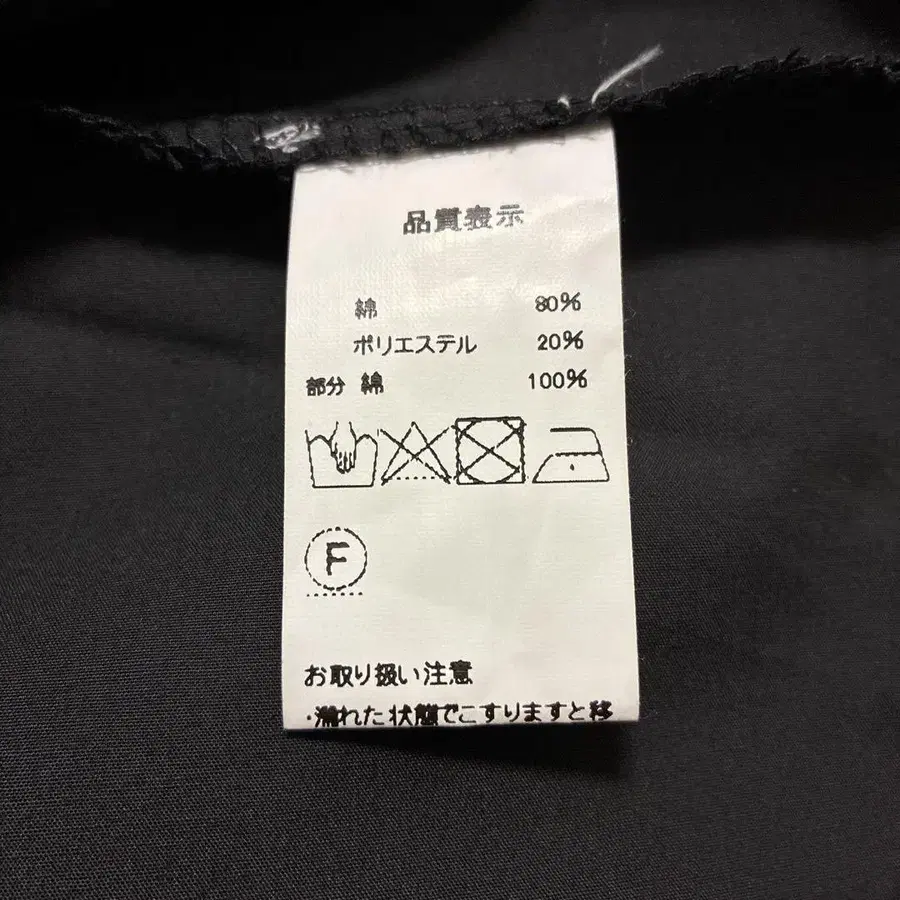 品質表示
綿 80%
ポリエステル 20%
部分 綿 100%
F
お取り扱い注意
・濡れた状態でこすりますと移